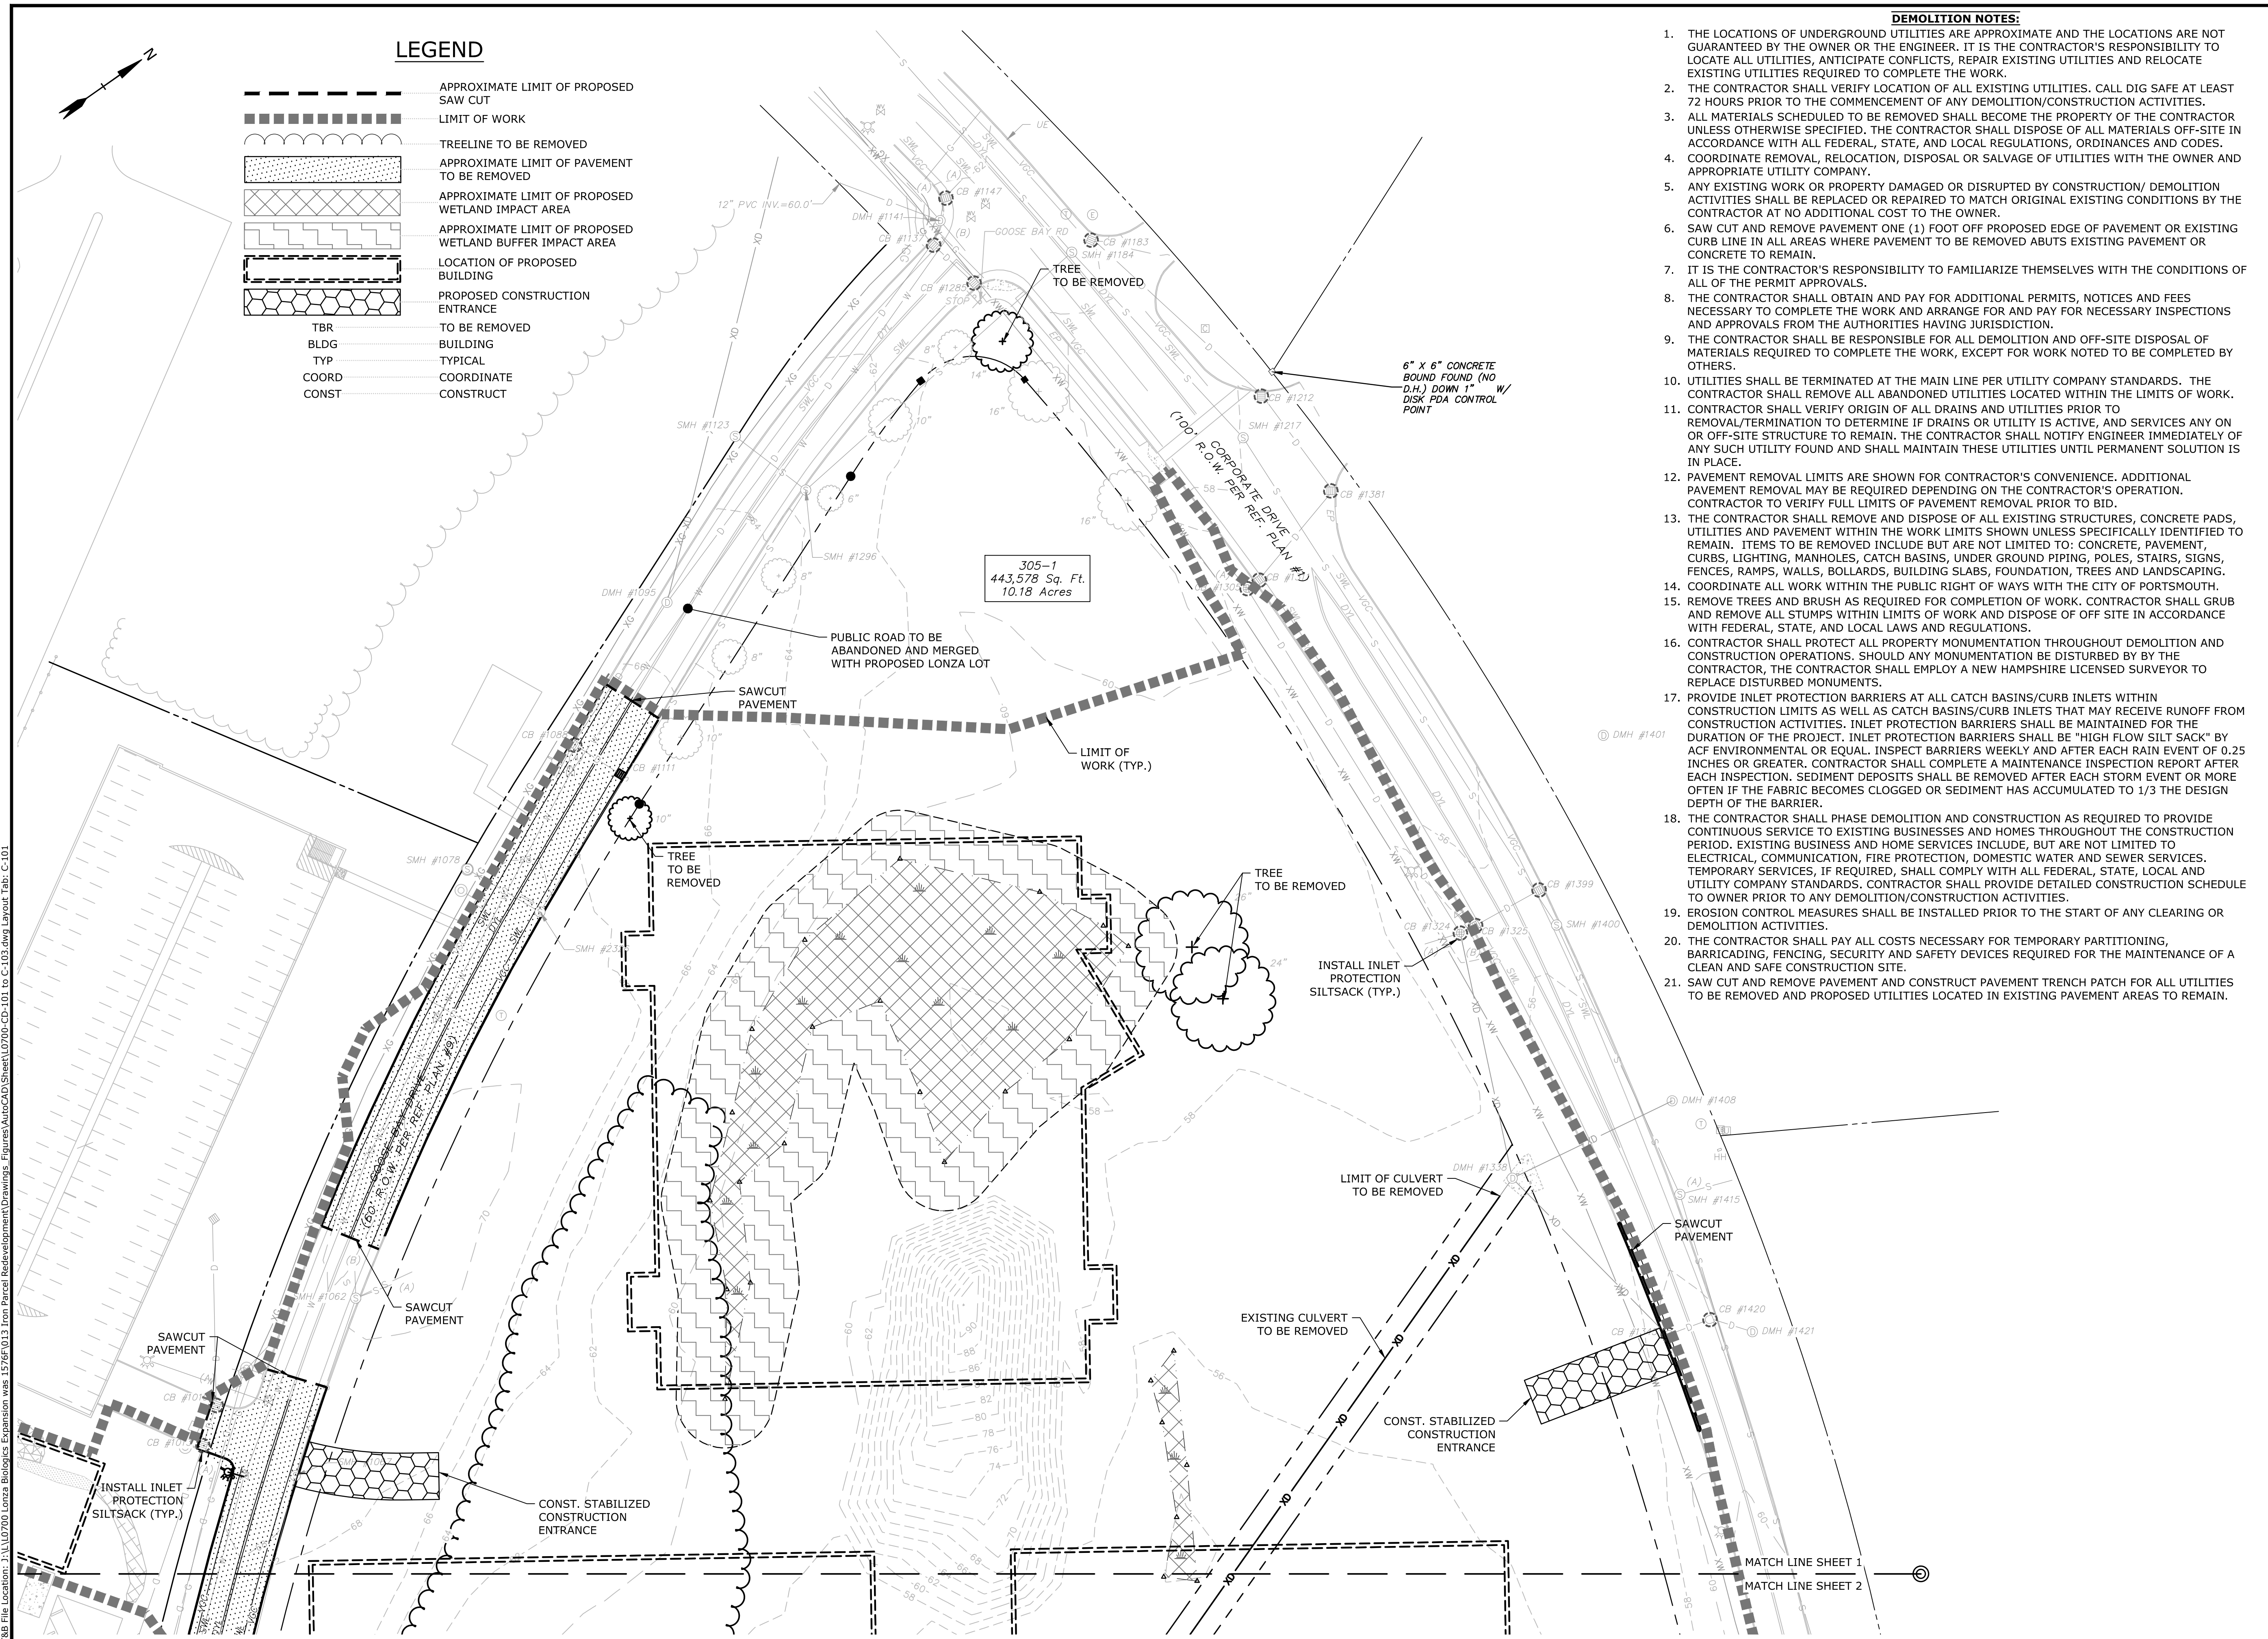 LEGEND
APPROXIMATE LIMIT OF PROPOSED
SAW CUT
LIMIT OF WORK
TREELINE TO BE REMOVED
APPROXIMATE LIMIT OF PAVEMENT
TO BE REMOVED
APPROXIMATE LIMIT OF PROPOSED
WETLAND IMPACT AREA
APPROXIMATE LIMIT OF PROPOSED
WETLAND BUFFER IMPACT AREA
LOCATION OF PROPOSED
BUILDING
PROPOSED CONSTRUCTION
ENTRANCE
TBR TO BE REMOVED
BLDG BUILDING
TYP TYPICAL
COORD COORDINATE
CONST CONSTRUCT
N
DEMOLITION NOTES:
1. THE LOCATIONS OF UNDERGROUND UTILITIES ARE APPROXIMATE AND THE LOCATIONS ARE NOT
GUARANTEED BY THE OWNER OR THE ENGINEER. IT IS THE CONTRACTOR'S RESPONSIBILITY TO
LOCATE ALL UTILITIES, ANTICIPATE CONFLICTS, REPAIR EXISTING UTILITIES AND RELOCATE
EXISTING UTILITIES REQUIRED TO COMPLETE THE WORK.
2. THE CONTRACTOR SHALL VERIFY LOCATION OF ALL EXISTING UTILITIES. CALL DIG SAFE AT LEAST
72 HOURS PRIOR TO THE COMMENCEMENT OF ANY DEMOLITION/CONSTRUCTION ACTIVITIES.
3. ALL MATERIALS SCHEDULED TO BE REMOVED SHALL BECOME THE PROPERTY OF THE CONTRACTOR
UNLESS OTHERWISE SPECIFIED. THE CONTRACTOR SHALL DISPOSE OF ALL MATERIALS OFF-SITE IN
ACCORDANCE WITH ALL FEDERAL, STATE, AND LOCAL REGULATIONS, ORDINANCES AND CODES.
4. COORDINATE REMOVAL, RELOCATION, DISPOSAL OR SALVAGE OF UTILITIES WITH THE OWNER AND
APPROPRIATE UTILITY COMPANY.
5. ANY EXISTING WORK OR PROPERTY DAMAGED OR DISRUPTED BY CONSTRUCTION/ DEMOLITION
ACTIVITIES SHALL BE REPLACED OR REPAIRED TO MATCH ORIGINAL EXISTING CONDITIONS BY THE
CONTRACTOR AT NO ADDITIONAL COST TO THE OWNER.
6. SAW CUT AND REMOVE PAVEMENT ONE (1) FOOT OFF PROPOSED EDGE OF PAVEMENT OR EXISTING
CURB LINE IN ALL AREAS WHERE PAVEMENT TO BE REMOVED ABUTS EXISTING PAVEMENT OR
CONCRETE TO REMAIN.
7. IT IS THE CONTRACTOR'S RESPONSIBILITY TO FAMILIARIZE THEMSELVES WITH THE CONDITIONS OF
ALL OF THE PERMIT APPROVALS.
8. THE CONTRACTOR SHALL OBTAIN AND PAY FOR ADDITIONAL PERMITS, NOTICES AND FEES
NECESSARY TO COMPLETE THE WORK AND ARRANGE FOR AND PAY FOR NECESSARY INSPECTIONS
AND APPROVALS FROM THE AUTHORITIES HAVING JURISDICTION.
9. THE CONTRACTOR SHALL BE RESPONSIBLE FOR ALL DEMOLITION AND OFF-SITE DISPOSAL OF
MATERIALS REQUIRED TO COMPLETE THE WORK, EXCEPT FOR WORK NOTED TO BE COMPLETED BY
OTHERS.
10. UTILITIES SHALL BE TERMINATED AT THE MAIN LINE PER UTILITY COMPANY STANDARDS. THE
CONTRACTOR SHALL REMOVE ALL ABANDONED UTILITIES LOCATED WITHIN THE LIMITS OF WORK.
11. CONTRACTOR SHALL VERIFY ORIGIN OF ALL DRAINS AND UTILITIES PRIOR TO
REMOVAL/TERMINATION TO DETERMINE IF DRAINS OR UTILITY IS ACTIVE, AND SERVICES ANY ON
OR OFF-SITE STRUCTURE TO REMAIN. THE CONTRACTOR SHALL NOTIFY ENGINEER IMMEDIATELY OF
ANY SUCH UTILITY FOUND AND SHALL MAINTAIN THESE UTILITIES UNTIL PERMANENT SOLUTION IS
IN PLACE.
12. PAVEMENT REMOVAL LIMITS ARE SHOWN FOR CONTRACTOR'S CONVENIENCE. ADDITIONAL
PAVEMENT REMOVAL MAY BE REQUIRED DEPENDING ON THE CONTRACTOR'S OPERATION.
CONTRACTOR TO VERIFY FULL LIMITS OF PAVEMENT REMOVAL PRIOR TO BID.
13. THE CONTRACTOR SHALL REMOVE AND DISPOSE OF ALL EXISTING STRUCTURES, CONCRETE PADS,
UTILITIES AND PAVEMENT WITHIN THE WORK LIMITS SHOWN UNLESS SPECIFICALLY IDENTIFIED TO
REMAIN. ITEMS TO BE REMOVED INCLUDE BUT ARE NOT LIMITED TO: CONCRETE, PAVEMENT,
CURBS, LIGHTING, MANHOLES, CATCH BASINS, UNDER GROUND PIPING, POLES, STAIRS, SIGNS,
FENCES, RAMPS, WALLS, BOLLARDS, BUILDING SLABS, FOUNDATION, TREES AND LANDSCAPING.
14. COORDINATE ALL WORK WITHIN THE PUBLIC RIGHT OF WAYS WITH THE CITY OF PORTSMOUTH.
15. REMOVE TREES AND BRUSH AS REQUIRED FOR COMPLETION OF WORK. CONTRACTOR SHALL GRUB
AND REMOVE ALL STUMPS WITHIN LIMITS OF WORK AND DISPOSE OF OFF SITE IN ACCORDANCE
WITH FEDERAL, STATE, AND LOCAL LAWS AND REGULATIONS.
16. CONTRACTOR SHALL PROTECT ALL PROPERTY MONUMENTATION THROUGHOUT DEMOLITION AND
CONSTRUCTION OPERATIONS. SHOULD ANY MONUMENTATION BE DISTURBED BY BY THE
CONTRACTOR, THE CONTRACTOR SHALL EMPLOY A NEW HAMPSHIRE LICENSED SURVEYOR TO
REPLACE DISTURBED MONUMENTS.
17. PROVIDE INLET PROTECTION BARRIERS AT ALL CATCH BASINS/CURB INLETS WITHIN
CONSTRUCTION LIMITS AS WELL AS CATCH BASINS/CURB INLETS THAT MAY RECEIVE RUNOFF FROM
CONSTRUCTION ACTIVITIES. INLET PROTECTION BARRIERS SHALL BE MAINTAINED FOR THE
DURATION OF THE PROJECT. INLET PROTECTION BARRIERS SHALL BE "HIGH FLOW SILT SACK" BY
ACF ENVIRONMENTAL OR EQUAL. INSPECT BARRIERS WEEKLY AND AFTER EACH RAIN EVENT OF 0.25
INCHES OR GREATER. CONTRACTOR SHALL COMPLETE A MAINTENANCE INSPECTION REPORT AFTER
EACH INSPECTION. SEDIMENT DEPOSITS SHALL BE REMOVED AFTER EACH STORM EVENT OR MORE
OFTEN IF THE FABRIC BECOMES CLOGGED OR SEDIMENT HAS ACCUMULATED TO 1/3 THE DESIGN
DEPTH OF THE BARRIER.
18. THE CONTRACTOR SHALL PHASE DEMOLITION AND CONSTRUCTION AS REQUIRED TO PROVIDE
CONTINUOUS SERVICE TO EXISTING BUSINESSES AND HOMES THROUGHOUT THE CONSTRUCTION
PERIOD. EXISTING BUSINESS AND HOME SERVICES INCLUDE, BUT ARE NOT LIMITED TO
ELECTRICAL, COMMUNICATION, FIRE PROTECTION, DOMESTIC WATER AND SEWER SERVICES.
TEMPORARY SERVICES, IF REQUIRED, SHALL COMPLY WITH ALL FEDERAL, STATE, LOCAL AND
UTILITY COMPANY STANDARDS. CONTRACTOR SHALL PROVIDE DETAILED CONSTRUCTION SCHEDULE
TO OWNER PRIOR TO ANY DEMOLITION/CONSTRUCTION ACTIVITIES.
19. EROSION CONTROL MEASURES SHALL BE INSTALLED PRIOR TO THE START OF ANY CLEARING OR
DEMOLITION ACTIVITIES.
20. THE CONTRACTOR SHALL PAY ALL COSTS NECESSARY FOR TEMPORARY PARTITIONING,
BARRICADING, FENCING, SECURITY AND SAFETY DEVICES REQUIRED FOR THE MAINTENANCE OF A
CLEAN AND SAFE CONSTRUCTION SITE.
21. SAW CUT AND REMOVE PAVEMENT AND CONSTRUCT PAVEMENT TRENCH PATCH FOR ALL UTILITIES
TO BE REMOVED AND PROPOSED UTILITIES LOCATED IN EXISTING PAVEMENT AREAS TO REMAIN.
UE
12" PVC INV.=60.0'
CB #1147
DMH #1141
CB #1137
GOOSE BAY RD
CB #1183
SMH #1184
CB #1285
STOP
TREE
TO BE REMOVED
6" X 6" CONCRETE
BOUND FOUND (NO
D.H.) DOWN 1" W/
DISK PDA CONTROL
POINT
CB #1212
SMH #1217
CORPORATE DRIVE
(100' R.O.W. PER REF. PLAN #1)
CB #1381
SMH #1123
SMH #1296
DMH #1095
305-1
443,578 Sq. Ft.
10.18 Acres
PUBLIC ROAD TO BE
ABANDONED AND MERGED
WITH PROPOSED LONZA LOT
SAWCUT
PAVEMENT
LIMIT OF
WORK (TYP.)
DMH #1401
CB #1111
TREE
TO BE
REMOVED
SMH #1078
TREE
TO BE REMOVED
24"
CB #1399
SMH #1400
CB #1324
CB #1325
INSTALL INLET
PROTECTION
SILTSACK (TYP.)
GOOSE BAY DRIVE
(60' R.O.W. PER REF. PLAN #9)
DMH #1408
HH
DMH #1338
SMH #1415
LIMIT OF CULVERT
TO BE REMOVED
SAWCUT
PAVEMENT
SMH #1062
SAWCUT
PAVEMENT
EXISTING CULVERT
TO BE REMOVED
CB #1420
DMH #1421
SAWCUT
PAVEMENT
CONST. STABILIZED
CONSTRUCTION
ENTRANCE
INSTALL INLET
PROTECTION
SILTSACK (TYP.)
CONST. STABILIZED
CONSTRUCTION
ENTRANCE
MATCH LINE SHEET 1
MATCH LINE SHEET 2
T&B File Location: J:\L\L0700 Lonza Biologics Expansion was 1576F\013 Iron Parcel Redevelopment\Drawings_Figures\AutoCAD\Sheet\L0700-CD-101 to C-103.dwg Layout Tab: C-101